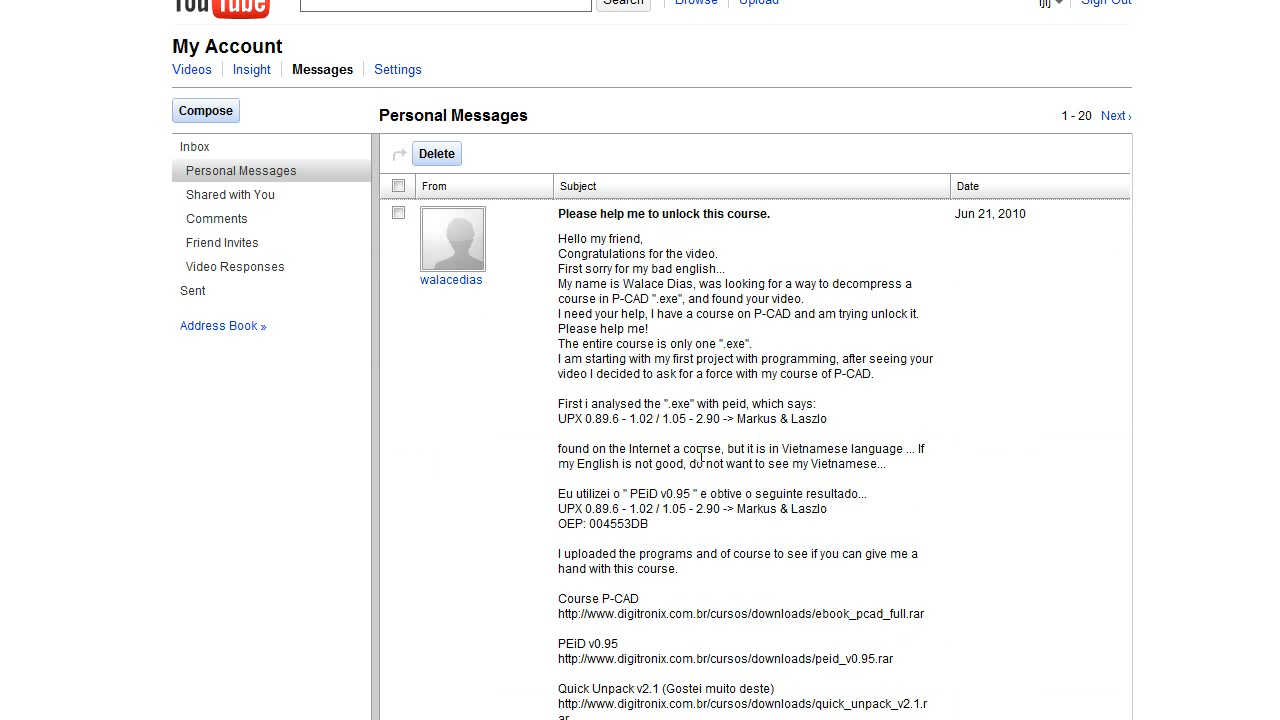 YouTube
Search
Browse
Upload
Sign Out
My Account
Videos
Insight
Messages
Settings
Compose
Personal Messages
1 - 20 Next ›
Inbox
Personal Messages
Shared with You
Comments
Friend Invites
Video Responses
Sent
Address Book »
Delete
From
Subject
Date
walacedias
Please help me to unlock this course.
Jun 21, 2010
Hello my friend,
Congratulations for the video.
First sorry for my bad english...
My name is Walace Dias, was looking for a way to decompress a
course in P-CAD ".exe", and found your video.
I need your help, I have a course on P-CAD and am trying unlock it.
Please help me!
The entire course is only one ".exe".
I am starting with my first project with programming, after seeing your
video I decided to ask for a force with my course of P-CAD.
First i analysed the ".exe" with peid, which says:
UPX 0.89.6 - 1.02 / 1.05 - 2.90 -> Markus & Laszlo
found on the Internet a course, but it is in Vietnamese language ... If
my English is not good, do not want to see my Vietnamese...
Eu utilizei o " PEiD v0.95 " e obtive o seguinte resultado...
UPX 0.89.6 - 1.02 / 1.05 - 2.90 -> Markus & Laszlo
OEP: 004553DB
I uploaded the programs and of course to see if you can give me a
hand with this course.
Course P-CAD
http://www.digitronix.com.br/cursos/downloads/ebook_pcad_full.rar
PEiD v0.95
http://www.digitronix.com.br/cursos/downloads/peid_v0.95.rar
Quick Unpack v2.1 (Gostei muito deste)
http://www.digitronix.com.br/cursos/downloads/quick_unpack_v2.1.r
ar